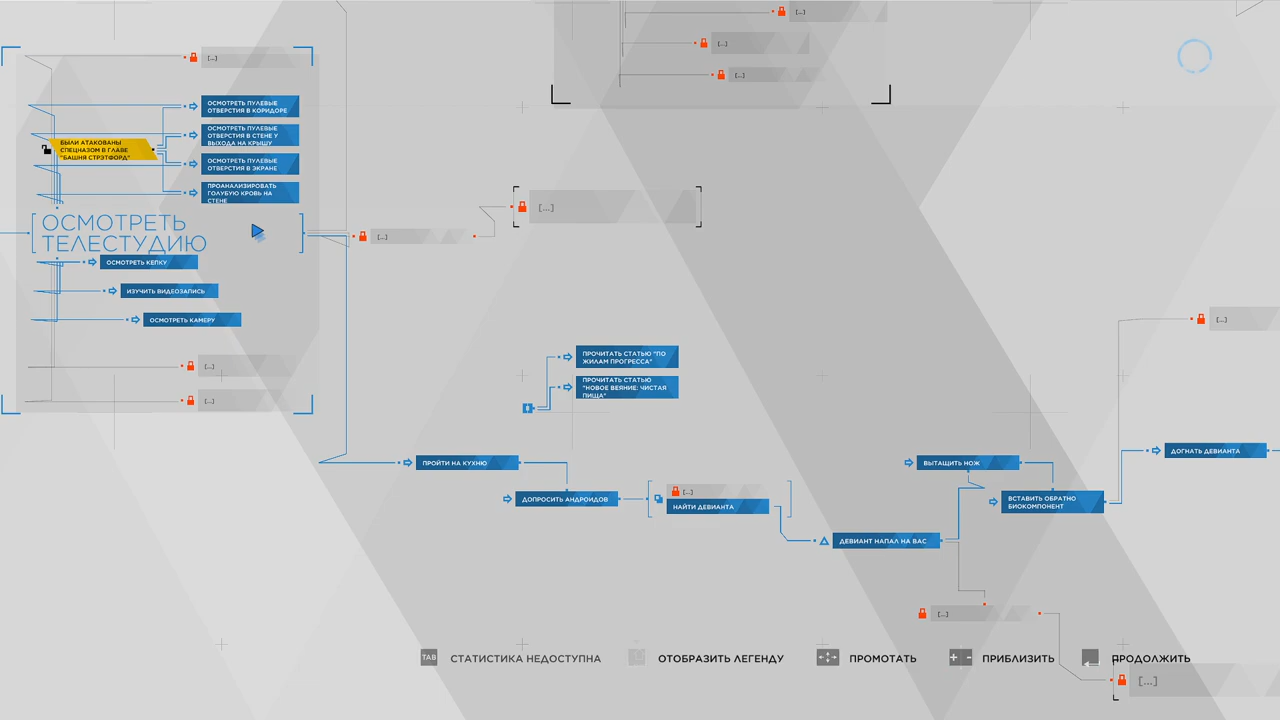 [...]
[...]
[...]
[...]
ОСМОТРЕТЬ ПУЛЕВЫЕ
ОТВЕРСТИЯ В КОРИДОРЕ
ОСМОТРЕТЬ ПУЛЕВЫЕ
ОТВЕРСТИЯ В СТЕНЕ У
ВЫХОДА НА КРЫШУ
БЫЛИ АТАКОВАНЫ
СПЕЦНАЗОМ В ГЛАВЕ
"БАШНЯ СТРЭТФОРД"
ОСМОТРЕТЬ ПУЛЕВЫЕ
ОТВЕРСТИЯ В ЭКРАНЕ
ПРОАНАЛИЗИРОВАТЬ
ГОЛУБУЮ КРОВЬ НА
СТЕНЕ
[...]
ОСМОТРЕТЬ
ТЕЛЕСТУДИЮ
[...]
ОСМОТРЕТЬ КЕПКУ
ИЗУЧИТЬ ВИДЕОЗАПИСЬ
ОСМОТРЕТЬ КАМЕРУ
[...]
[...]
[...]
ПРОЧИТАТЬ СТАТЬЮ "ПО
ЖИЛАМ ПРОГРЕССА"
ПРОЧИТАТЬ СТАТЬЮ
"НОВОЕ ВЕЯНИЕ: ЧИСТАЯ
ПИЩА"
ПРОЙТИ НА КУХНЮ
ДОПРОСИТЬ АНДРОИДОВ
[...]
НАЙТИ ДЕВИАНТА
ДЕВИАНТ НАПАЛ НА ВАС
ВЫТАЩИТЬ НОЖ
ВСТАВИТЬ ОБРАТНО
БИОКОМПОНЕНТ
ДОГНАТЬ ДЕВИАНТА
[...]
[...]
TAB СТАТИСТИКА НЕДОСТУПНА
ОТОБРАЗИТЬ ЛЕГЕНДУ
ПРОМОТАТЬ
+ - ПРИБЛИЗИТЬ
ПРОДОЛЖИТЬ